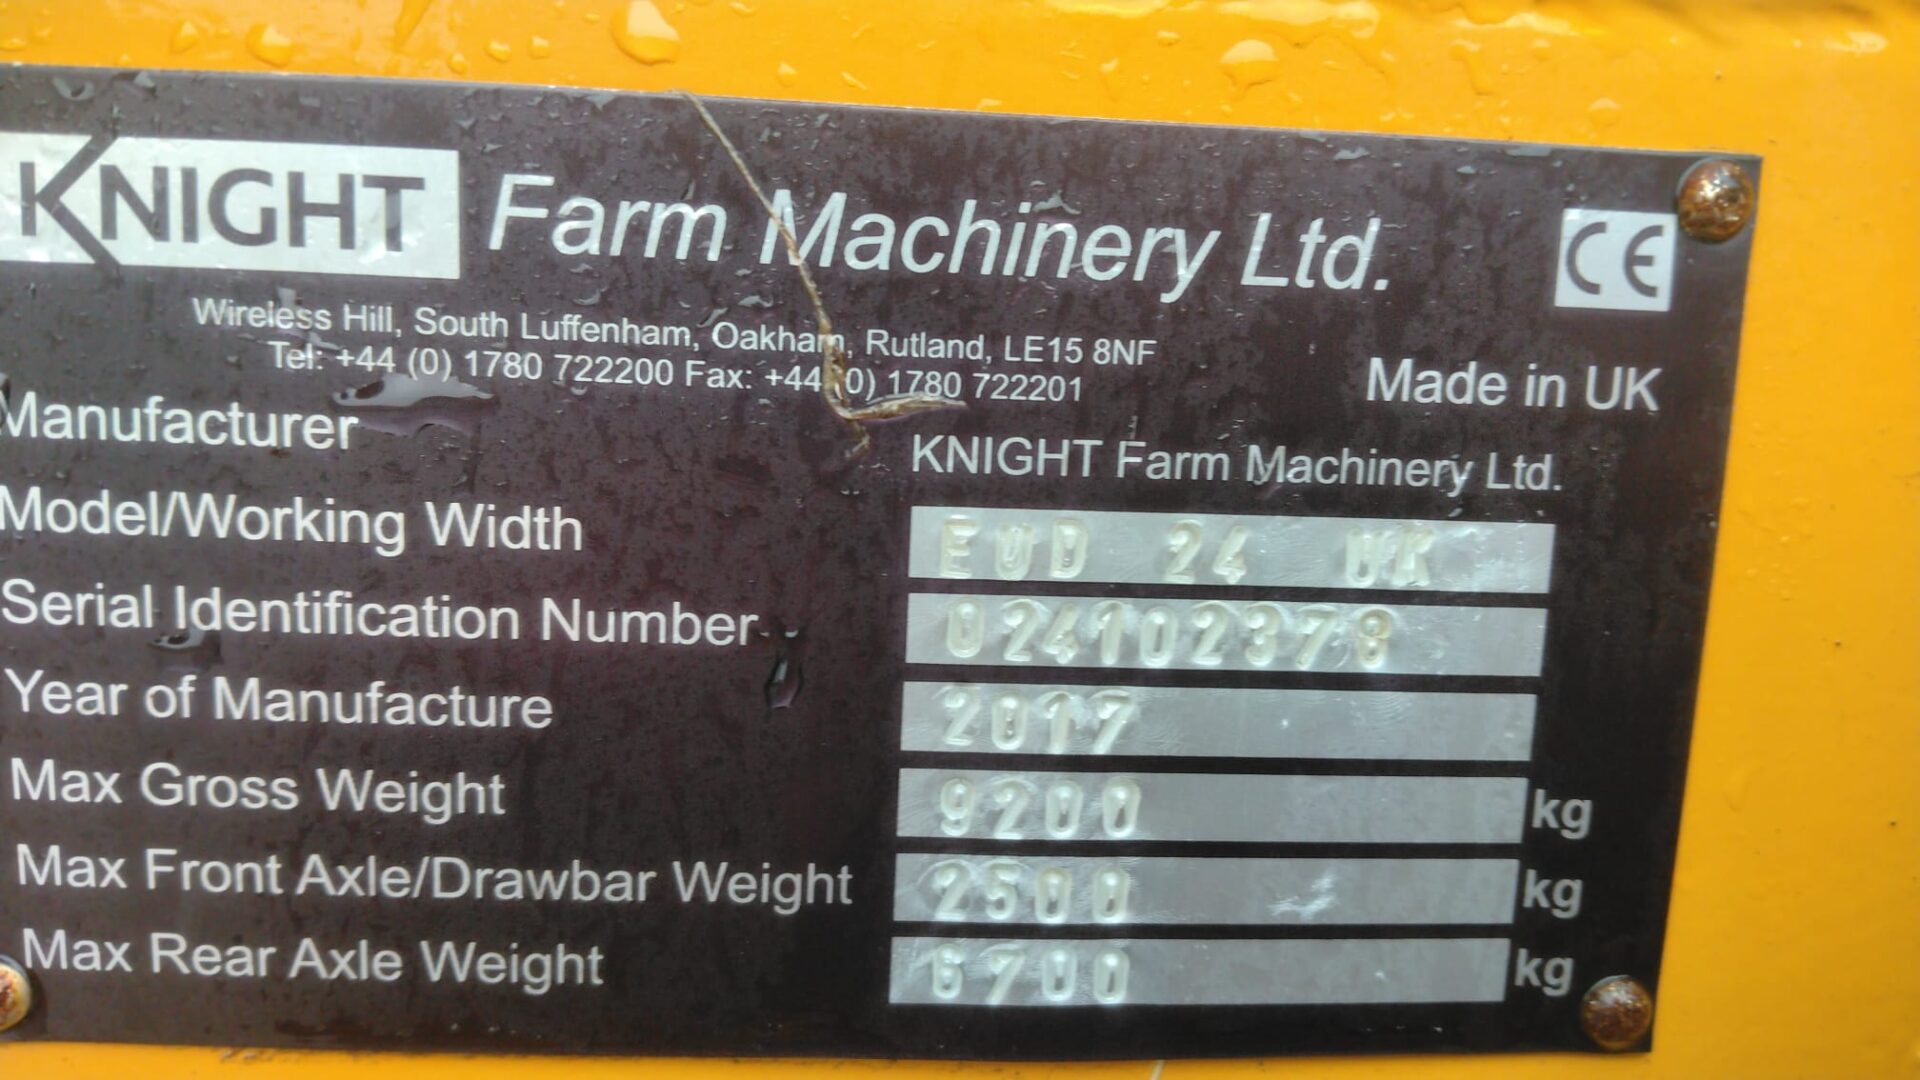 KNIGHT Farm Machinery Ltd. CE
Wireless Hill, South Luffenham, Oakham, Rutland, LE15 8NF
Tel: +44 (0) 1780 722200 Fax: +44 (0) 1780 722201
Made in UK
Manufacturer KNIGHT Farm Machinery Ltd.
Model/Working Width EUD 24 UK
Serial Identification Number 024102378
Year of Manufacture 2017
Max Gross Weight 9200 kg
Max Front Axle/Drawbar Weight 2500 kg
Max Rear Axle Weight 6700 kg